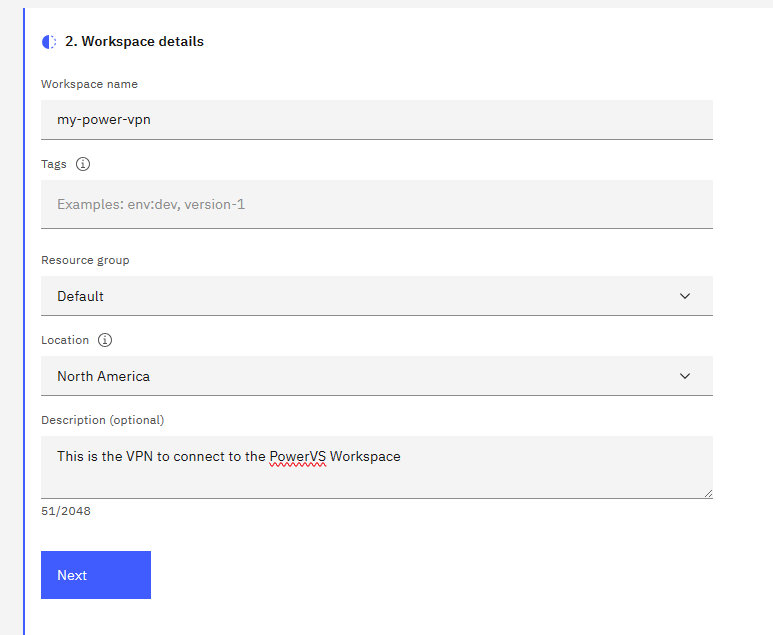 2. Workspace details
Workspace name
my-power-vpn
Tags
Examples: env:dev, version-1
Resource group
Default
Location
North America
Description (optional)
This is the VPN to connect to the PowerVS Workspace
51/2048
Next